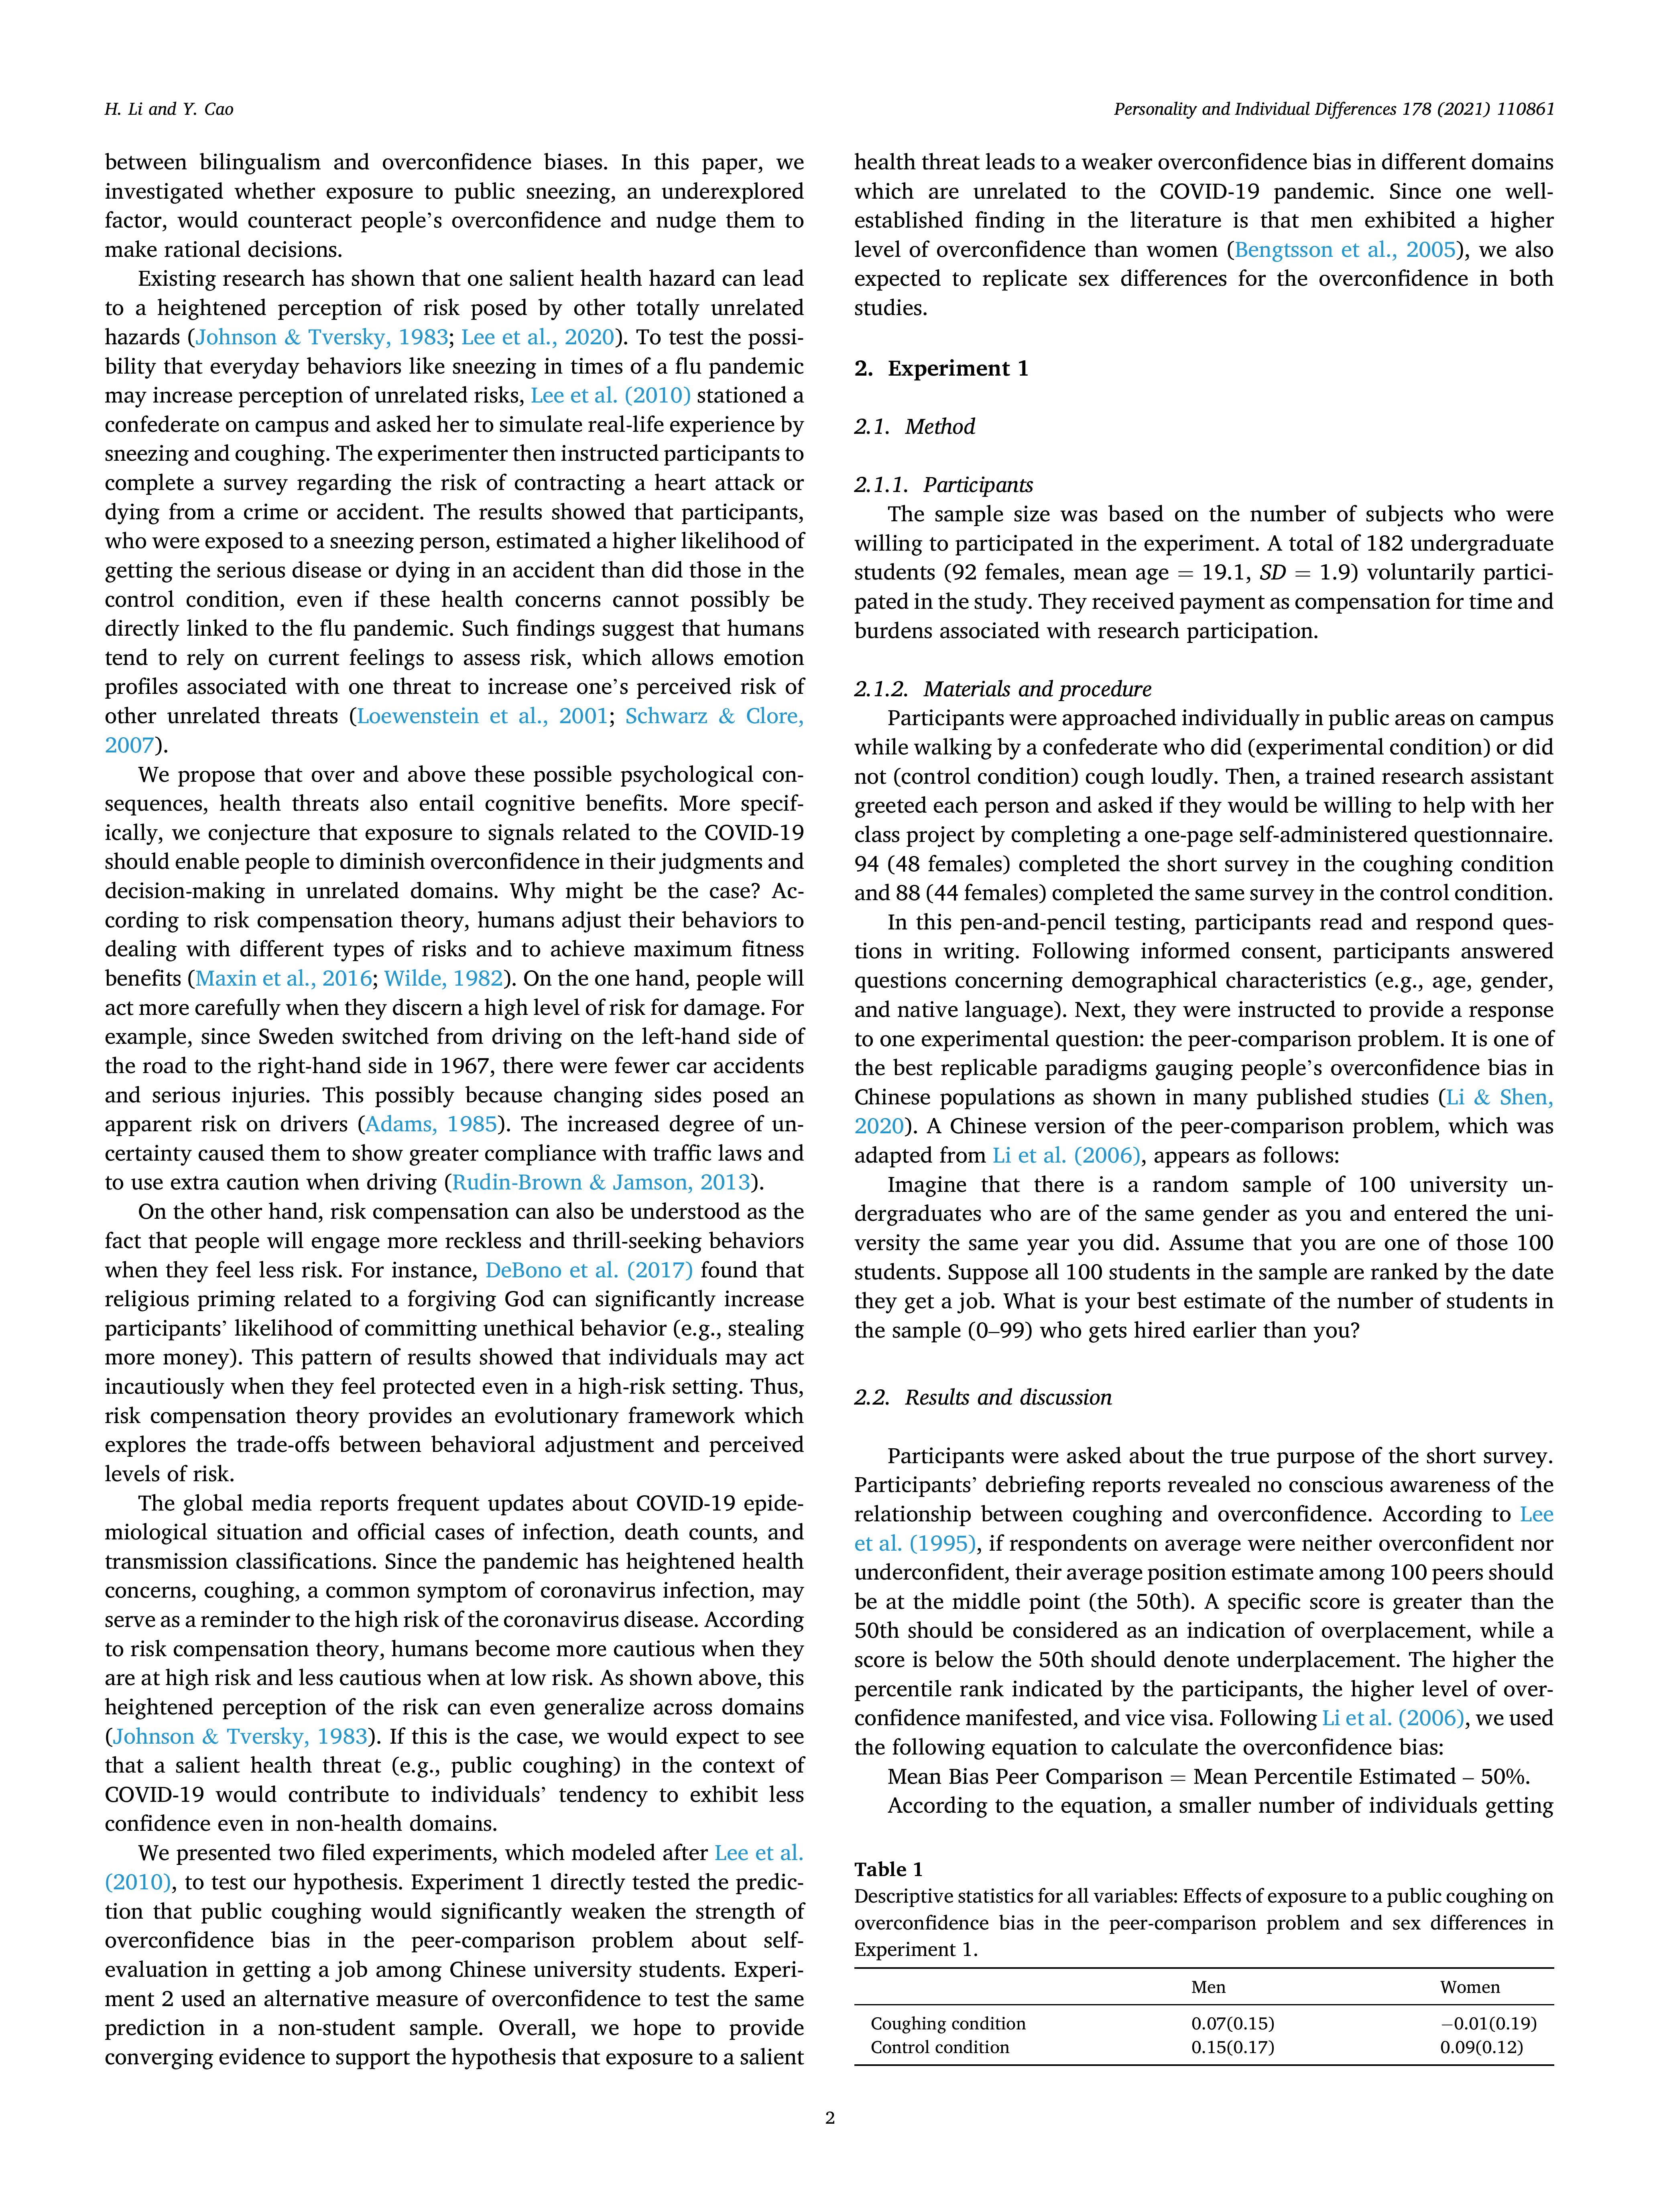 H. Li and Y. Cao
Personality and Individual Differences 178 (2021) 110861
between bilingualism and overconfidence biases. In this paper, we
investigated whether exposure to public sneezing, an underexplored
factor, would counteract people's overconfidence and nudge them to
make rational decisions.
Existing research has shown that one salient health hazard can lead
to a heightened perception of risk posed by other totally unrelated
hazards (Johnson & Tversky, 1983; Lee et al., 2020). To test the possi-
bility that everyday behaviors like sneezing in times of a flu pandemic
may increase perception of unrelated risks, Lee et al. (2010) stationed a
confederate on campus and asked her to simulate real-life experience by
sneezing and coughing. The experimenter then instructed participants to
complete a survey regarding the risk of contracting a heart attack or
dying from a crime or accident. The results showed that participants,
who were exposed to a sneezing person, estimated a higher likelihood of
getting the serious disease or dying in an accident than did those in the
control condition, even if these health concerns cannot possibly be
directly linked to the flu pandemic. Such findings suggest that humans
tend to rely on current feelings to assess risk, which allows emotion
profiles associated with one threat to increase one's perceived risk of
other unrelated threats (Loewenstein et al., 2001; Schwarz & Clore,
2007).
We propose that over and above these possible psychological con-
sequences, health threats also entail cognitive benefits. More specif-
ically, we conjecture that exposure to signals related to the COVID-19
should enable people to diminish overconfidence in their judgments and
decision-making in unrelated domains. Why might be the case? Ac-
cording to risk compensation theory, humans adjust their behaviors to
dealing with different types of risks and to achieve maximum fitness
benefits (Maxin et al., 2016; Wilde, 1982). On the one hand, people will
act more carefully when they discern a high level of risk for damage. For
example, since Sweden switched from driving on the left-hand side of
the road to the right-hand side in 1967, there were fewer car accidents
and serious injuries. This possibly because changing sides posed an
apparent risk on drivers (Adams, 1985). The increased degree of un-
certainty caused them to show greater compliance with traffic laws and
to use extra caution when driving (Rudin-Brown & Jamson, 2013).
On the other hand, risk compensation can also be understood as the
fact that people will engage more reckless and thrill-seeking behaviors
when they feel less risk. For instance, DeBono et al. (2017) found that
religious priming related to a forgiving God can significantly increase
participants' likelihood of committing unethical behavior (e.g., stealing
more money). This pattern of results showed that individuals may act
incautiously when they feel protected even in a high-risk setting. Thus,
risk compensation theory provides an evolutionary framework which
explores the trade-offs between behavioral adjustment and perceived
levels of risk.
The global media reports frequent updates about COVID-19 epide-
miological situation and official cases of infection, death counts, and
transmission classifications. Since the pandemic has heightened health
concerns, coughing, a common symptom of coronavirus infection, may
serve as a reminder to the high risk of the coronavirus disease. According
to risk compensation theory, humans become more cautious when they
are at high risk and less cautious when at low risk. As shown above, this
heightened perception of the risk can even generalize across domains
(Johnson & Tversky, 1983). If this is the case, we would expect to see
that a salient health threat (e.g., public coughing) in the context of
COVID-19 would contribute to individuals' tendency to exhibit less
confidence even in non-health domains.
We presented two filed experiments, which modeled after Lee et al.
(2010), to test our hypothesis. Experiment 1 directly tested the predic-
tion that public coughing would significantly weaken the strength of
overconfidence bias in the peer-comparison problem about self-
evaluation in getting a job among Chinese university students. Experi-
ment 2 used an alternative measure of overconfidence to test the same
prediction in a non-student sample. Overall, we hope to provide
converging evidence to support the hypothesis that exposure to a salient
health threat leads to a weaker overconfidence bias in different domains
which are unrelated to the COVID-19 pandemic. Since one well-
established finding in the literature is that men exhibited a higher
level of overconfidence than women (Bengtsson et al., 2005), we also
expected to replicate sex differences for the overconfidence in both
studies.
2. Experiment 1
2.1. Method
2.1.1. Participants
The sample size was based on the number of subjects who were
willing to participated in the experiment. A total of 182 undergraduate
students (92 females, mean age = 19.1, SD = 1.9) voluntarily partici-
pated in the study. They received payment as compensation for time and
burdens associated with research participation.
2.1.2. Materials and procedure
Participants were approached individually in public areas on campus
while walking by a confederate who did (experimental condition) or did
not (control condition) cough loudly. Then, a trained research assistant
greeted each person and asked if they would be willing to help with her
class project by completing a one-page self-administered questionnaire.
94 (48 females) completed the short survey in the coughing condition
and 88 (44 females) completed the same survey in the control condition.
In this pen-and-pencil testing, participants read and respond ques-
tions in writing. Following informed consent, participants answered
questions concerning demographical characteristics (e.g., age, gender,
and native language). Next, they were instructed to provide a response
to one experimental question: the peer-comparison problem. It is one of
the best replicable paradigms gauging people's overconfidence bias in
Chinese populations as shown in many published studies (Li & Shen,
2020). A Chinese version of the peer-comparison problem, which was
adapted from Li et al. (2006), appears as follows:
Imagine that there is a random sample of 100 university un-
dergraduates who are of the same gender as you and entered the uni-
versity the same year you did. Assume that you are one of those 100
students. Suppose all 100 students in the sample are ranked by the date
they get a job. What is your best estimate of the number of students in
the sample (0–99) who gets hired earlier than you?
2.2. Results and discussion
Participants were asked about the true purpose of the short survey.
Participants' debriefing reports revealed no conscious awareness of the
relationship between coughing and overconfidence. According to Lee
et al. (1995), if respondents on average were neither overconfident nor
underconfident, their average position estimate among 100 peers should
be at the middle point (the 50th). A specific score is greater than the
50th should be considered as an indication of overplacement, while a
score is below the 50th should denote underplacement. The higher the
percentile rank indicated by the participants, the higher level of over-
confidence manifested, and vice visa. Following Li et al. (2006), we used
the following equation to calculate the overconfidence bias:
Mean Bias Peer Comparison = Mean Percentile Estimated – 50%.
According to the equation, a smaller number of individuals getting
Table 1
Descriptive statistics for all variables: Effects of exposure to a public coughing on
overconfidence bias in the peer-comparison problem and sex differences in
Experiment 1.
Men Women
Coughing condition 0.07(0.15) −0.01(0.19)
Control condition 0.15(0.17) 0.09(0.12)
2